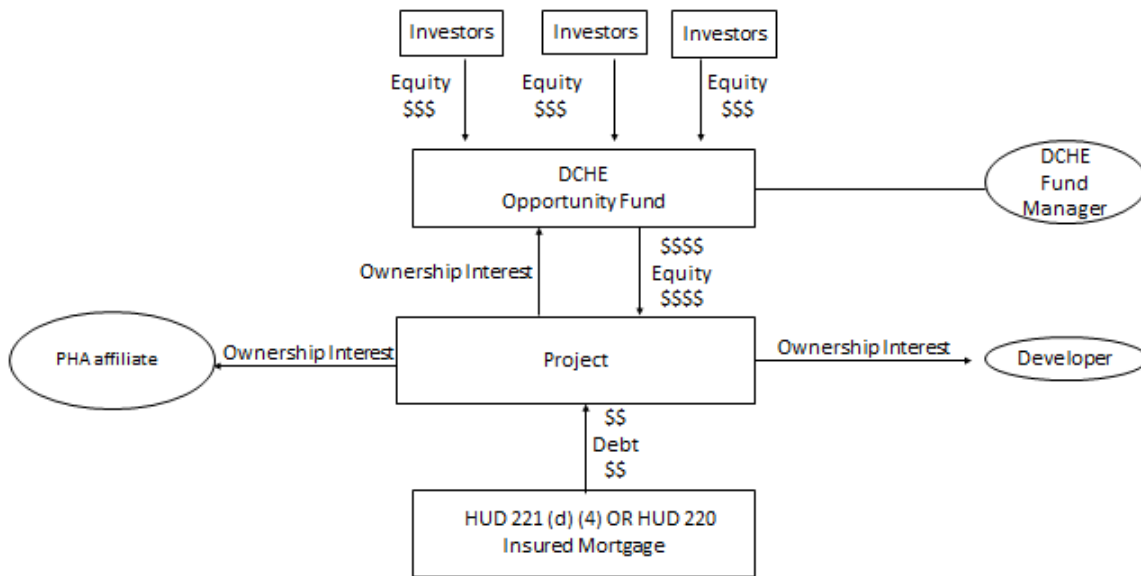 Investors
Investors
Investors
Equity
$$$
Equity
$$$
Equity
$$$
DCHE
Opportunity Fund
DCHE
Fund
Manager
Ownership Interest
$$$$
Equity
$$$$
PHA affiliate
Ownership Interest
Project
Ownership Interest
Developer
$$
Debt
$$
HUD 221 (d) (4) OR HUD 220
Insured Mortgage